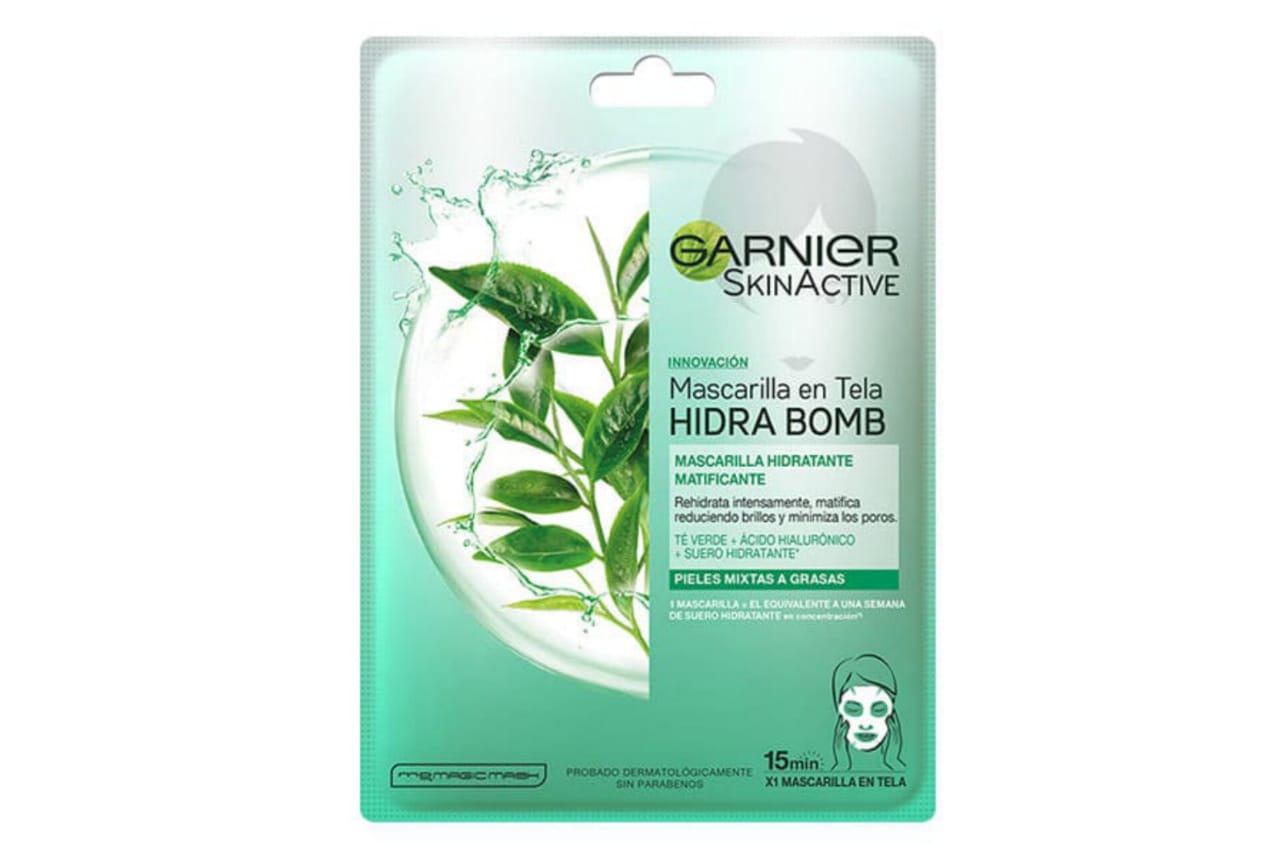 GARNIER
SKINACTIVE
INNOVACIÓN
Mascarilla en Tela
HIDRA BOMB
MASCARILLA HIDRATANTE
MATIFICANTE
Rehidrata intensamente, matifica
reduciendo brillos y minimiza los poros.
TÉ VERDE + ÁCIDO HIALURÓNICO
+ SUERO HIDRATANTE*
PIELES MIXTAS A GRASAS
1 MASCARILLA = EL EQUIVALENTE A UNA SEMANA
DE SUERO HIDRATANTE en concentración
15min
X1 MASCARILLA EN TELA
MAGIC MASK
PROBADO DERMATOLÓGICAMENTE
SIN PARABENOS